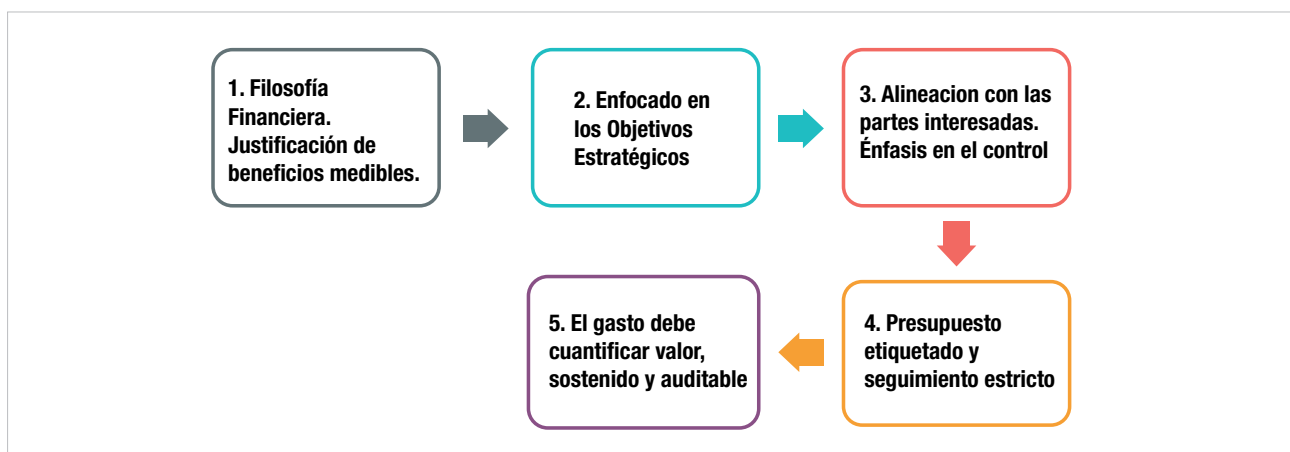 1. Filosofía
Financiera.
Justificación de
beneficios medibles.
2. Enfocado en
los Objetivos
Estratégicos
3. Alineacion con las
partes interesadas.
Énfasis en el control
4. Presupuesto
etiquetado y
seguimiento estricto
5. El gasto debe
cuantificar valor,
sostenido y auditable